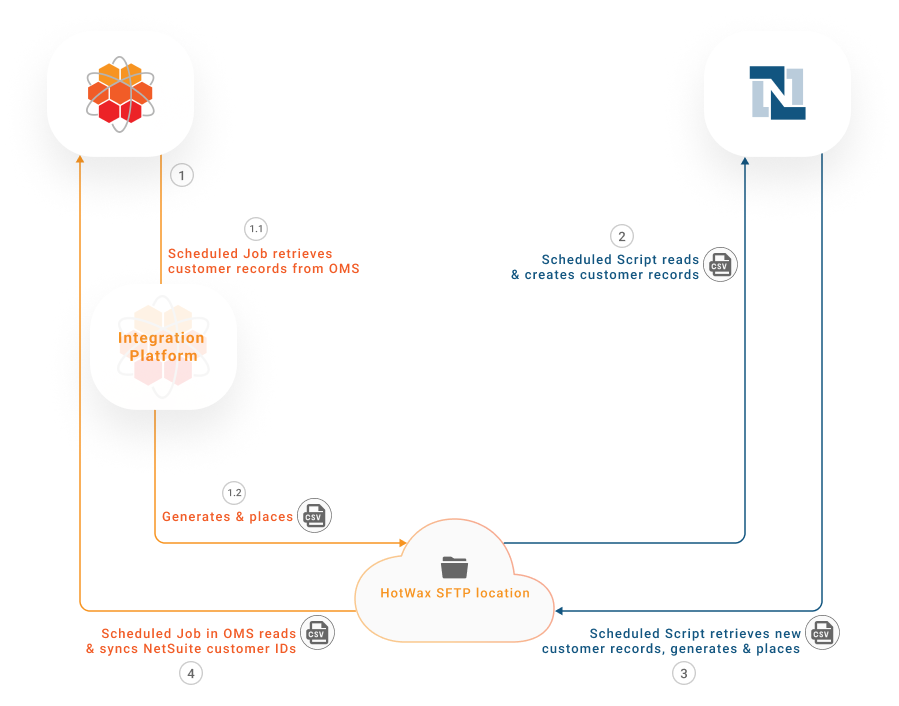 N
1
1.1
Scheduled Job retrieves
customer records from OMS
2
Scheduled Script reads
& creates customer records
CSV
Integration
Platform
1.2
Generates & places
CSV
HotWax SFTP location
Scheduled Job in OMS reads
& syncs NetSuite customer IDs
CSV
4
Scheduled Script retrieves new
customer records, generates & places
CSV
3